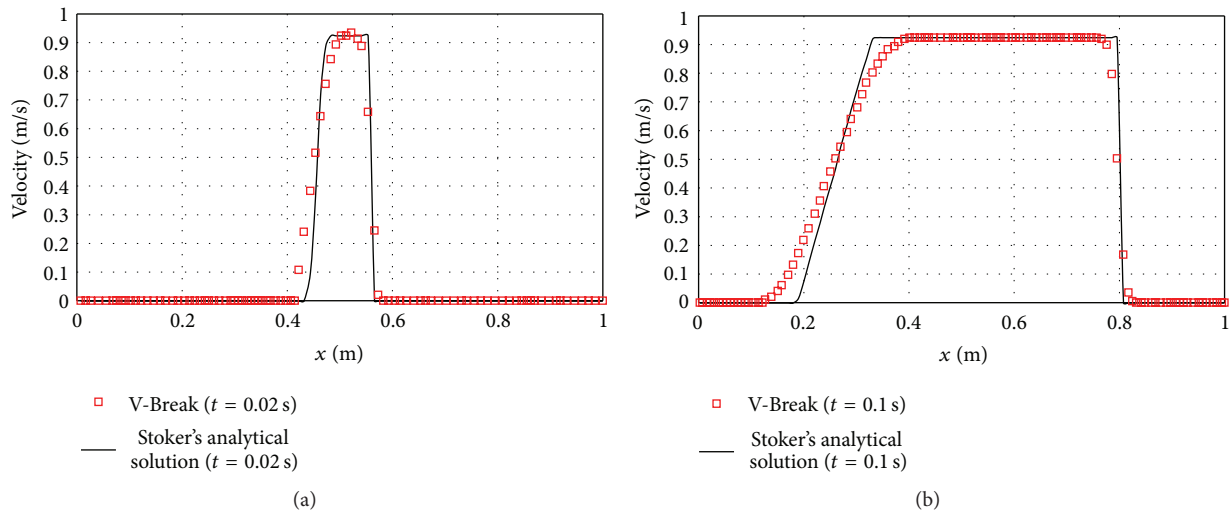 1
0.9
0.8
0.7
0.6
0.5
0.4
0.3
0.2
0.1
0
Velocity (m/s)
0 0.2 0.4 0.6 0.8 1
x (m)
V-Break (t = 0.02 s)
Stoker's analytical
solution (t = 0.02 s)
(a)
1
0.9
0.8
0.7
0.6
0.5
0.4
0.3
0.2
0.1
0
Velocity (m/s)
0 0.2 0.4 0.6 0.8 1
x (m)
V-Break (t = 0.1 s)
Stoker's analytical
solution (t = 0.1 s)
(b)